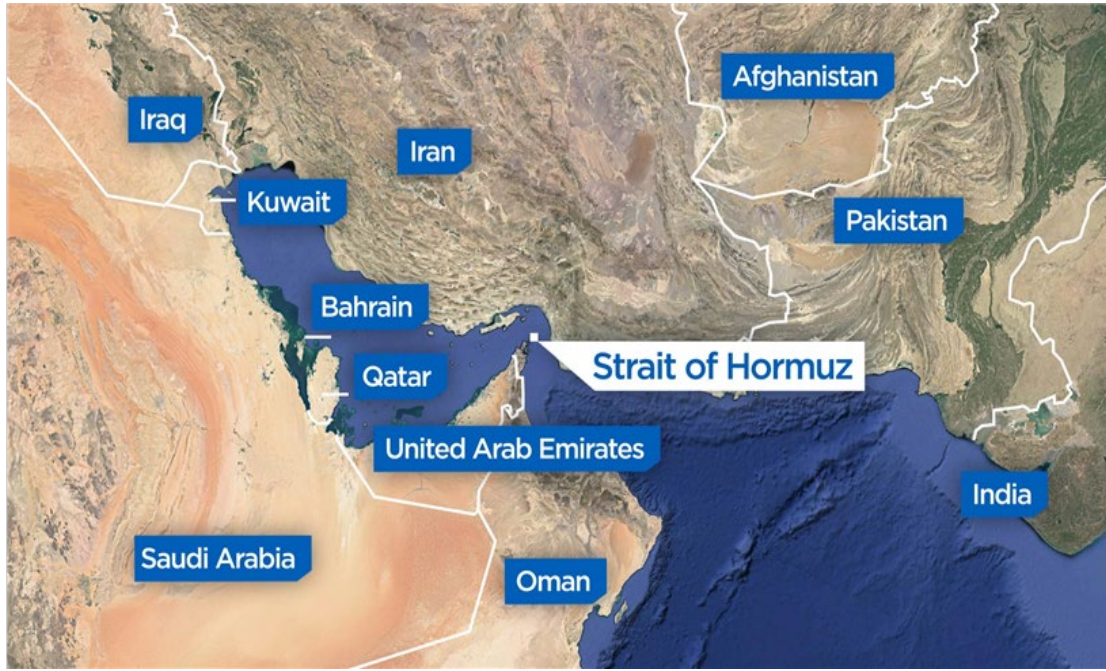 Afghanistan
Iraq
Iran
Kuwait
Pakistan
Bahrain
Strait of Hormuz
Qatar
United Arab Emirates
India
Saudi Arabia
Oman